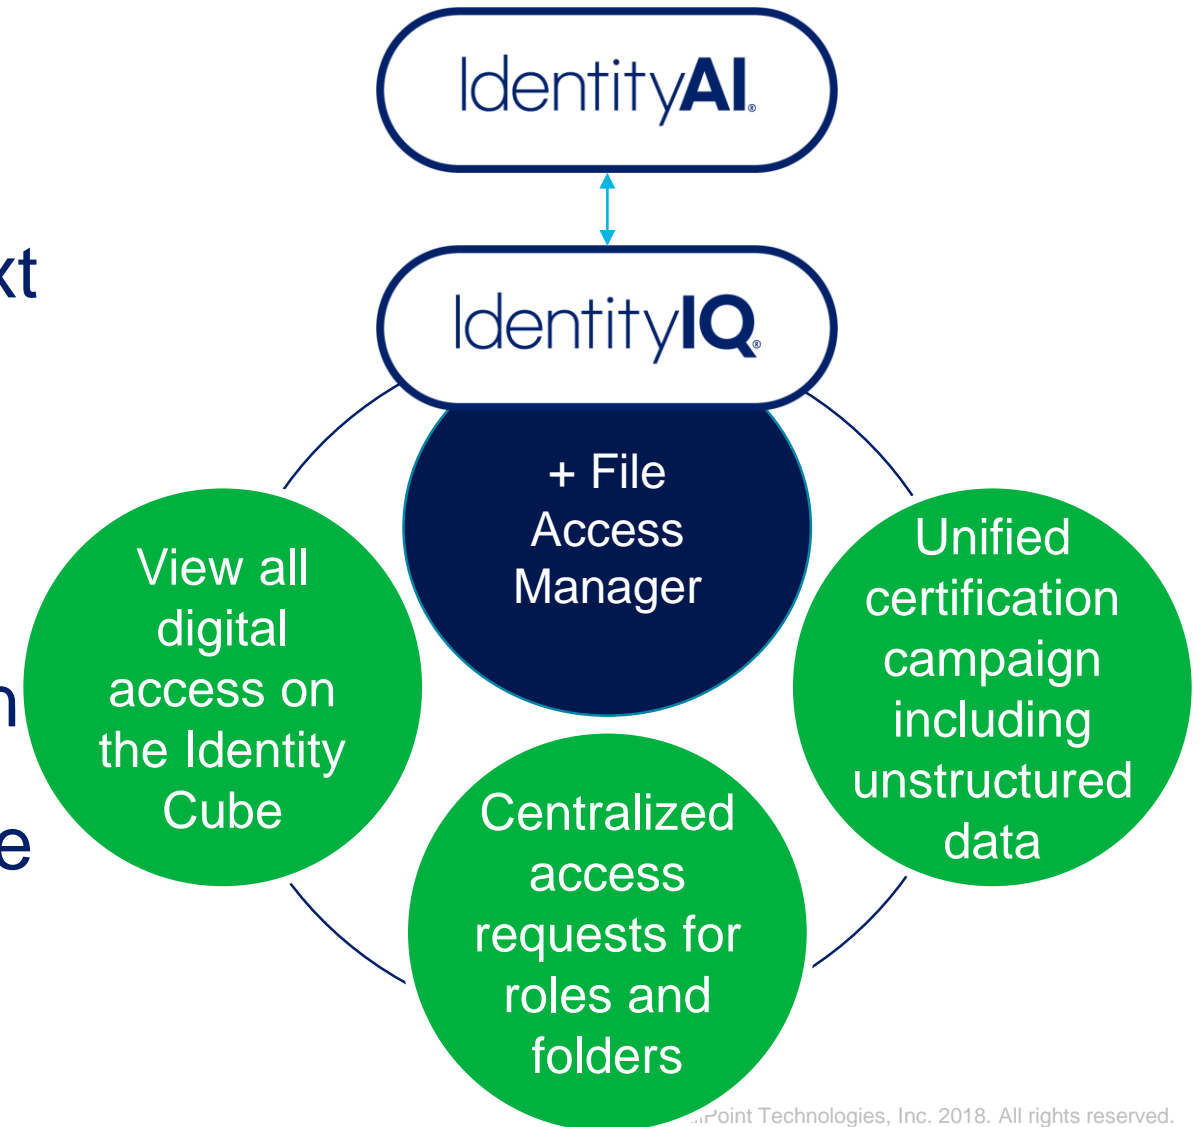 IdentityAI®
IdentityIQ®
+ File
Access
Manager
View all
digital
access on
the Identity
Cube
Centralized
access
requests for
roles and
folders
Unified
certification
campaign
including
unstructured
data
Point Technologies, Inc. 2018. All rights reserved.